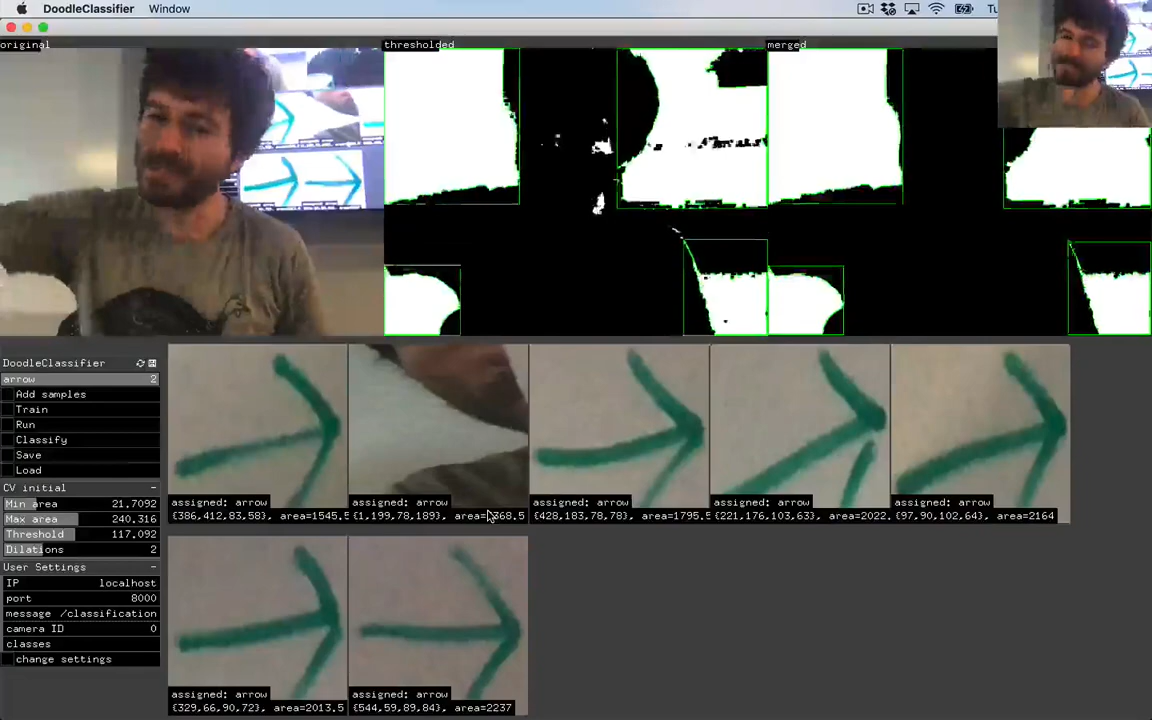 DoodleClassifier Window
original
thresholded
merged
DoodleClassifier
arrow 2
Add samples
Train
Run
Classify
Save
Load
CV initial
Min area 21.7092
Max area 240.316
Threshold 117.092
Dilations 2
User Settings
IP localhost
port 8000
message /classification
camera ID 0
classes
change settings
assigned: arrow
{386,412,83,58}, area=1545.5
assigned: arrow
{1,199,78,189}, area= 368.5
assigned: arrow
{428,183,78,78}, area=1795.5
assigned: arrow
{221,176,103,63}, area=2022.
assigned: arrow
{97,90,102,64}, area=2164
assigned: arrow
{329,66,90,72}, area=2013.5
assigned: arrow
{544,59,89,84}, area=2237